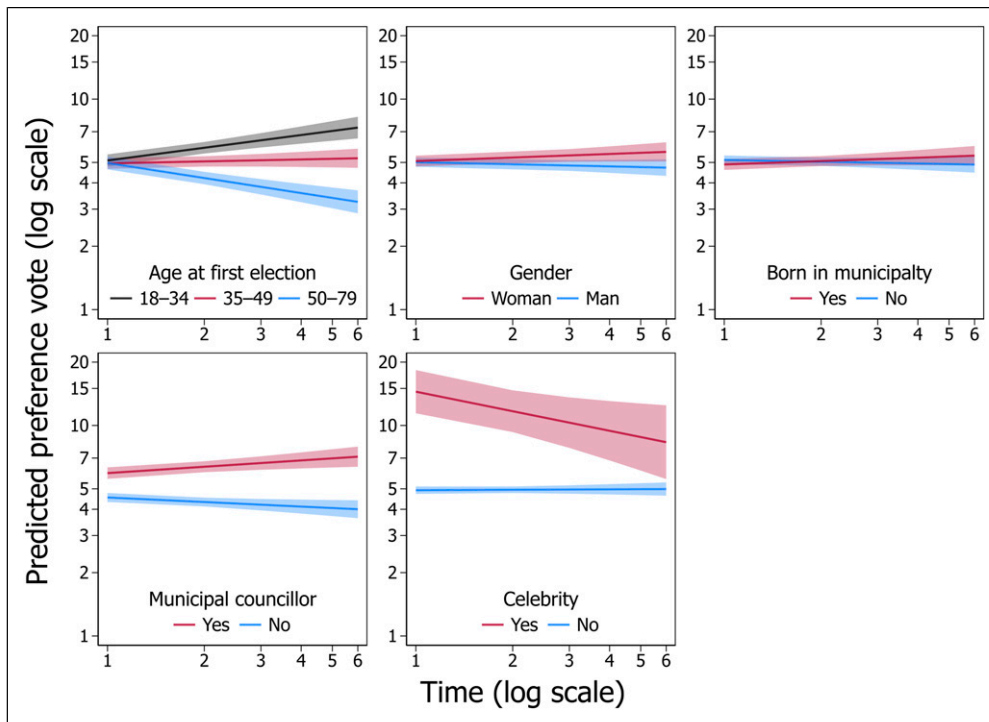 Predicted preference vote (log scale)
20
15
10
7
5
4
3
2
1
Age at first election
18–34 35–49 50–79
1 2 3 4 5 6
20
15
10
7
5
4
3
2
1
Gender
Woman Man
1 2 3 4 5 6
20
15
10
7
5
4
3
2
1
Born in municipalty
Yes No
1 2 3 4 5 6
20
15
10
7
5
4
3
2
1
Municipal councillor
Yes No
1 2 3 4 5 6
20
15
10
7
5
4
3
2
1
Celebrity
Yes No
1 2 3 4 5 6
Time (log scale)